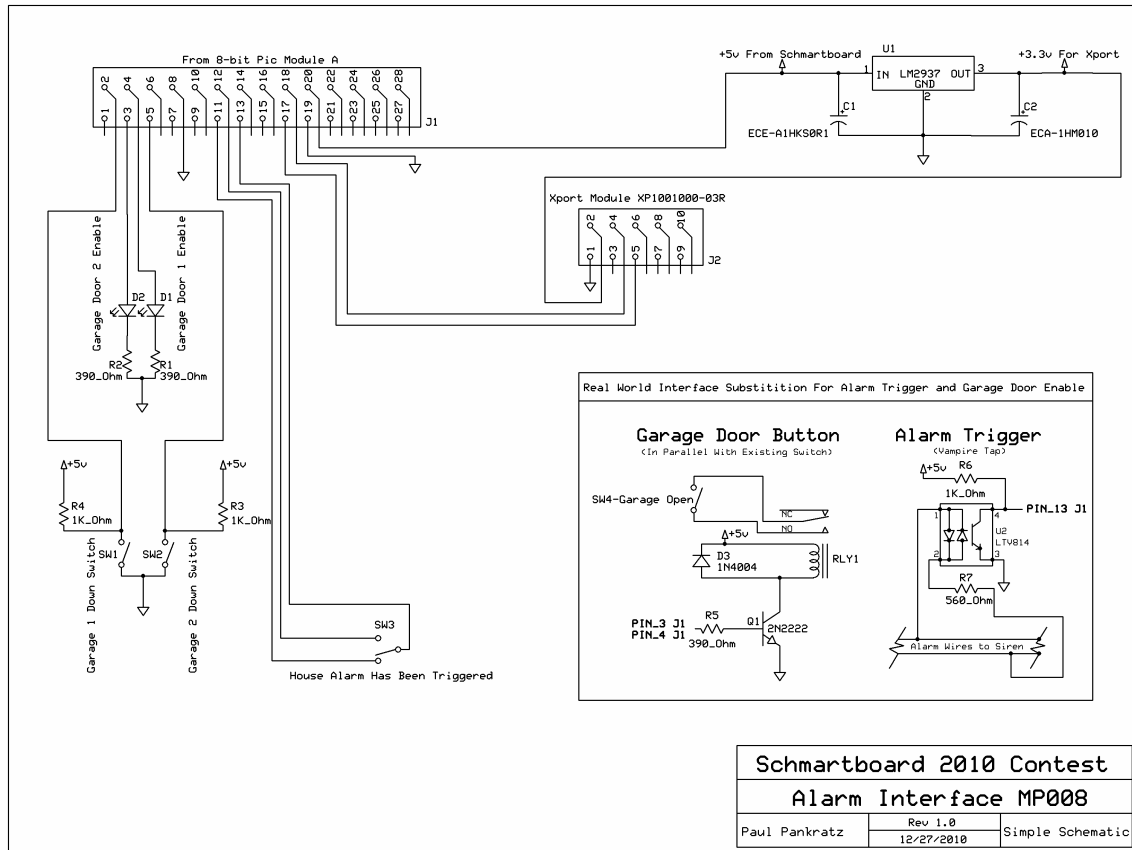 From 8-bit Pic Module A
2 4 6 8 10 12 14 16 18 20 22 24 26 28
1 3 5 7 9 11 13 15 17 19 21 23 25 27
J1
+5v From Schmartboard
U1
+3.3v For Xport
1 IN LM2937 OUT 3
GND
2
C1
ECE-A1HKS0R1
C2
ECA-1HM010
Xport Module XP1001000-03R
2 4 6 8 10
1 3 5 7 9
J2
Garage Door 2 Enable
Garage Door 1 Enable
D2 D1
R2 R1
390_Ohm 390_Ohm
+5v +5v
R4
1K_Ohm
R3
1K_Ohm
SW1 SW2
Garage 1 Down Switch
Garage 2 Down Switch
SW3
House Alarm Has Been Triggered
Real World Interface Substitition For Alarm Trigger and Garage Door Enable
Garage Door Button
(In Parallel With Existing Switch)
SW4-Garage Open
NC
NO
+5v
D3
1N4004
RLY1
PIN_3 J1
PIN_4 J1
R5
390_Ohm
Q1
2N2222
Alarm Trigger
(Vampire Tap)
+5v
R6
1K_Ohm
PIN_13 J1
1 4
U2
LTV814
2 3
R7
560_Ohm
Alarm Wires to Siren
Schmartboard 2010 Contest
Alarm Interface MP008
Paul Pankratz
Rev 1.0
12/27/2010
Simple Schematic